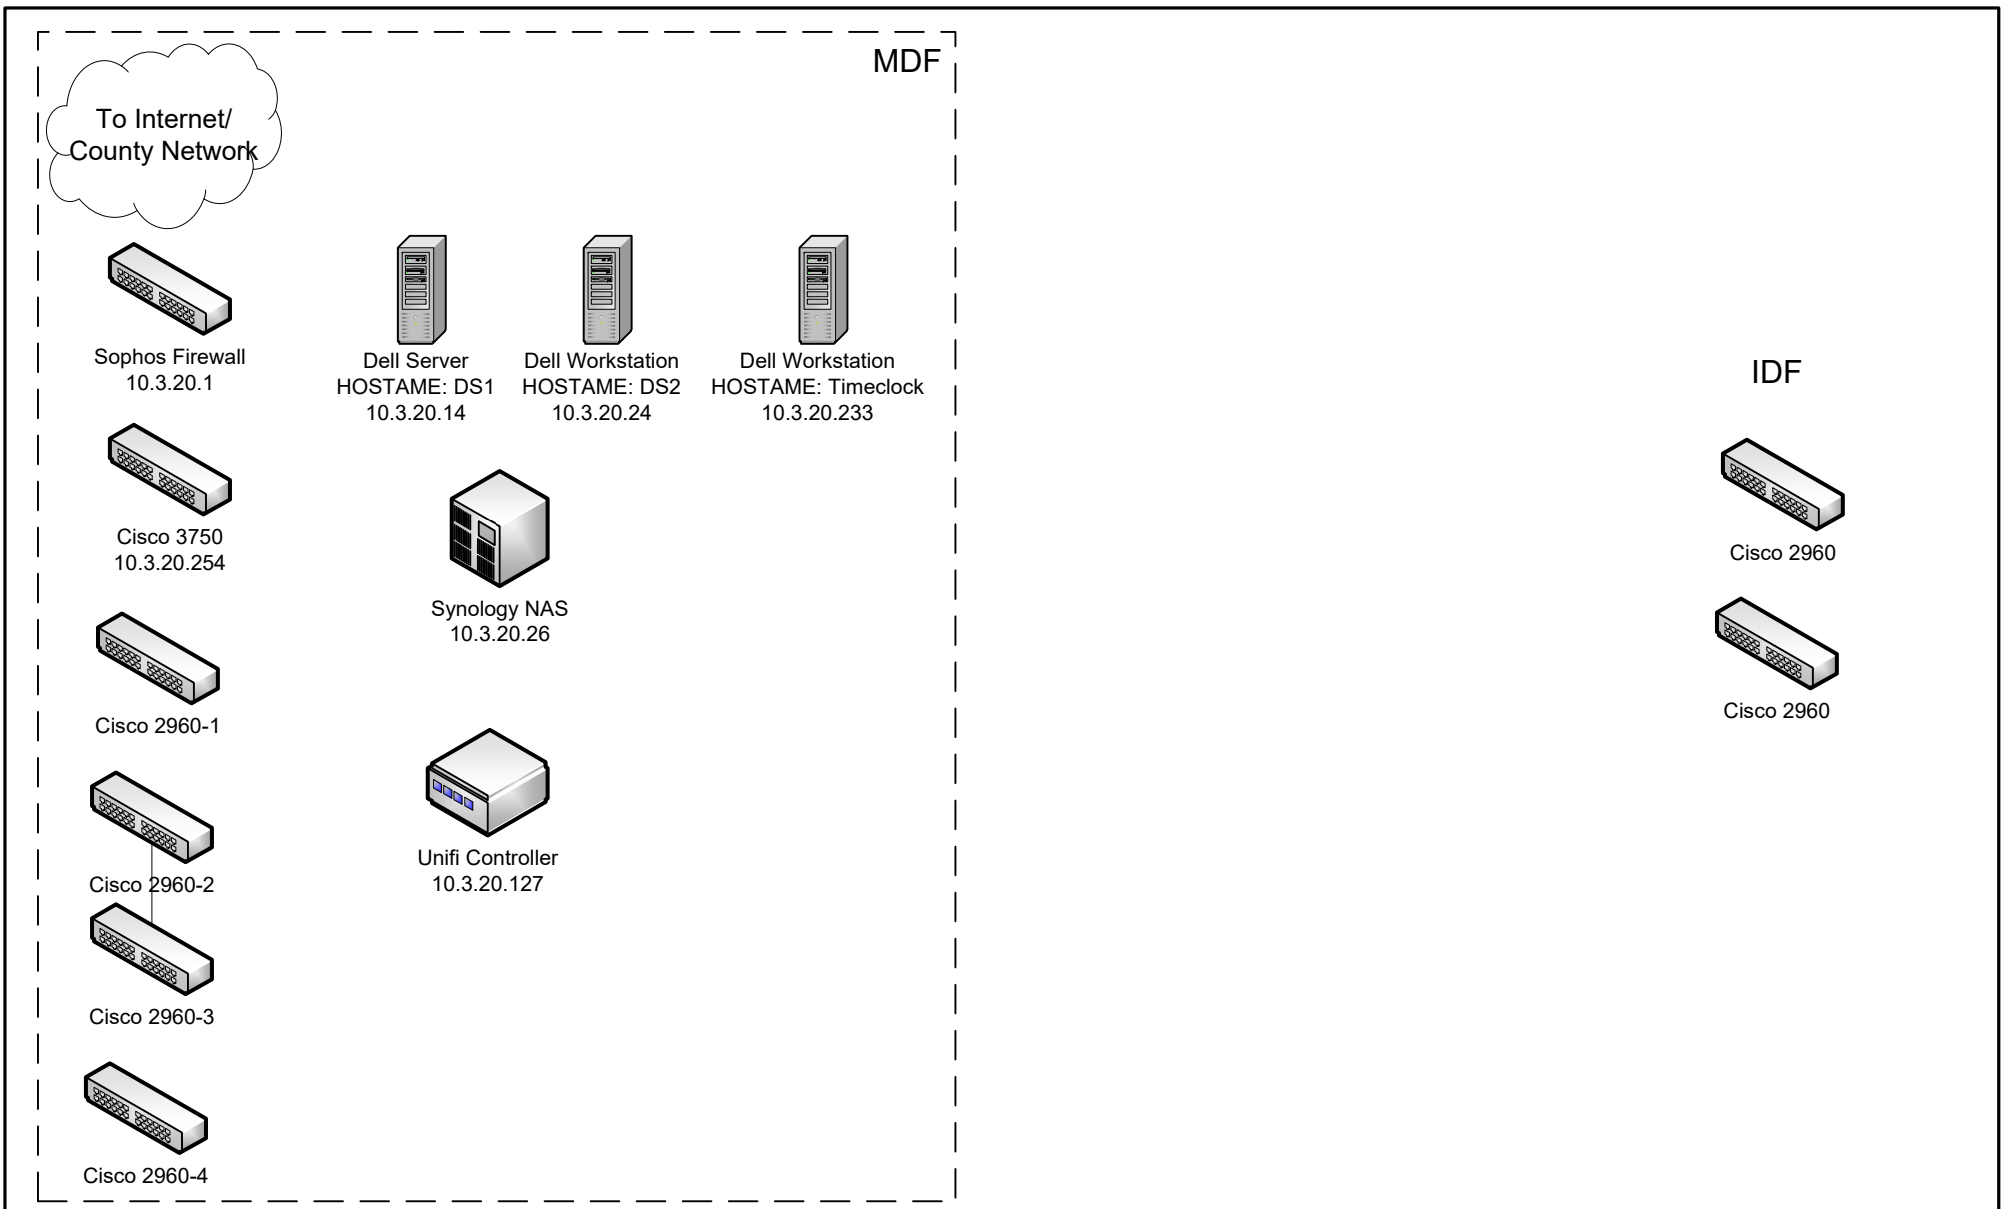 MDF
To Internet/
County Network
Sophos Firewall
10.3.20.1
Dell Server
HOSTAME: DS1
10.3.20.14
Dell Workstation
HOSTAME: DS2
10.3.20.24
Dell Workstation
HOSTAME: Timeclock
10.3.20.233
Cisco 3750
10.3.20.254
Synology NAS
10.3.20.26
Cisco 2960-1
Unifi Controller
10.3.20.127
Cisco 2960-2
Cisco 2960-3
Cisco 2960-4
IDF
Cisco 2960
Cisco 2960